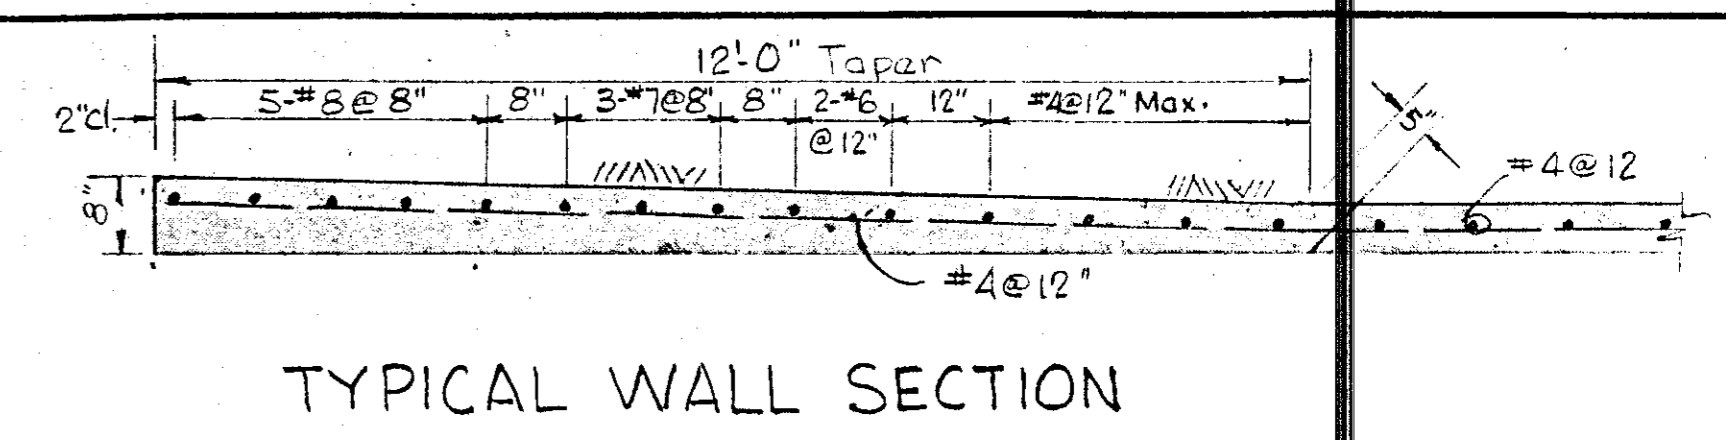 12'-0" Taper
5-#8@8" 8" 3-#7@8" 8" 2-#6 12" #4@12" Max.
2"cl.
@12"
5"
#4@12
8"
#4@12"
TYPICAL WALL SECTION